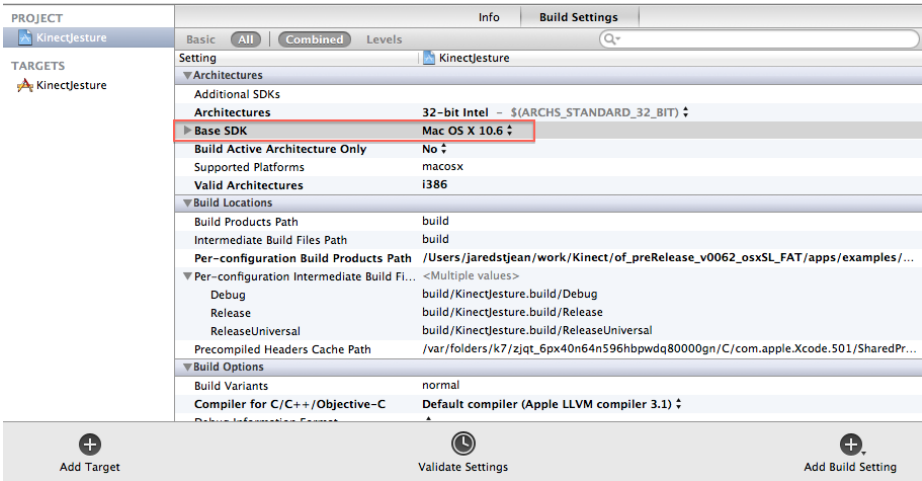 PROJECT
KinectJesture
TARGETS
KinectJesture
Info Build Settings
Basic All Combined Levels
Setting KinectJesture
Architectures
Additional SDKs
Architectures 32-bit Intel - $(ARCHS_STANDARD_32_BIT)
Base SDK Mac OS X 10.6
Build Active Architecture Only No
Supported Platforms macosx
Valid Architectures i386
Build Locations
Build Products Path build
Intermediate Build Files Path build
Per-configuration Build Products Path /Users/jaredstjean/work/Kinect/of_preRelease_v0062_osxSL_FAT/apps/examples/...
Per-configuration Intermediate Build Fi... <Multiple values>
Debug build/KinectJesture.build/Debug
Release build/KinectJesture.build/Release
ReleaseUniversal build/KinectJesture.build/ReleaseUniversal
Precompiled Headers Cache Path /var/folders/k7/zjqt_6px40n64n596hbpwdq80000gn/C/com.apple.Xcode.501/SharedPr...
Build Options
Build Variants normal
Compiler for C/C++/Objective-C Default compiler (Apple LLVM compiler 3.1)
Debug Information Format
Add Target Validate Settings Add Build Setting